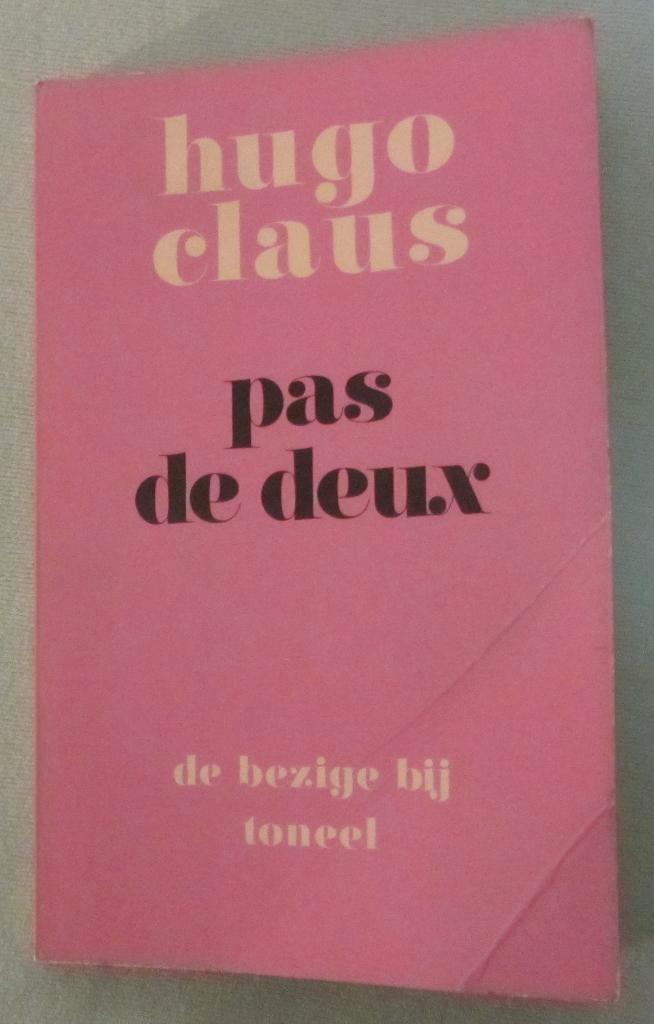 hugo
claus
pas
de deux
de bezige bij
toneel